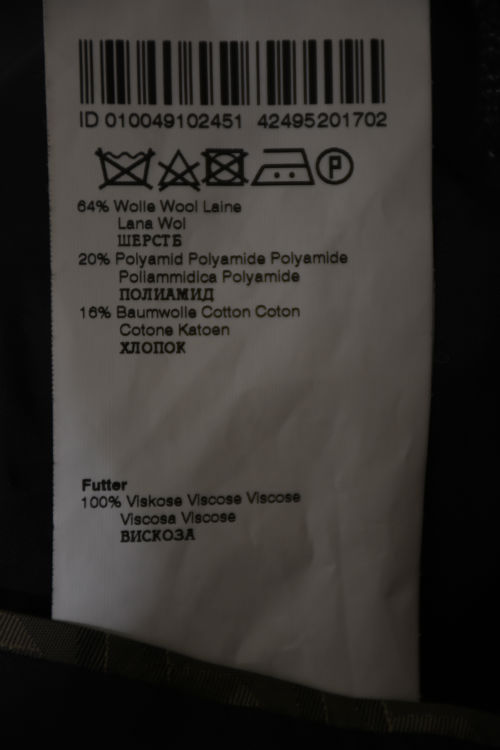 ID 010049102451 42495201702
P
64% Wolle Wool Laine
Lana Wol
ШЕРСТБ
20% Polyamid Polyamide Polyamide
Poliammidica Polyamide
ПОЛИАМИД
16% Baumwolle Cotton Coton
Cotone Katoen
ХЛОПОК
Futter
100% Viskose Viscose Viscose
Viscosa Viscose
ВИСКОЗА